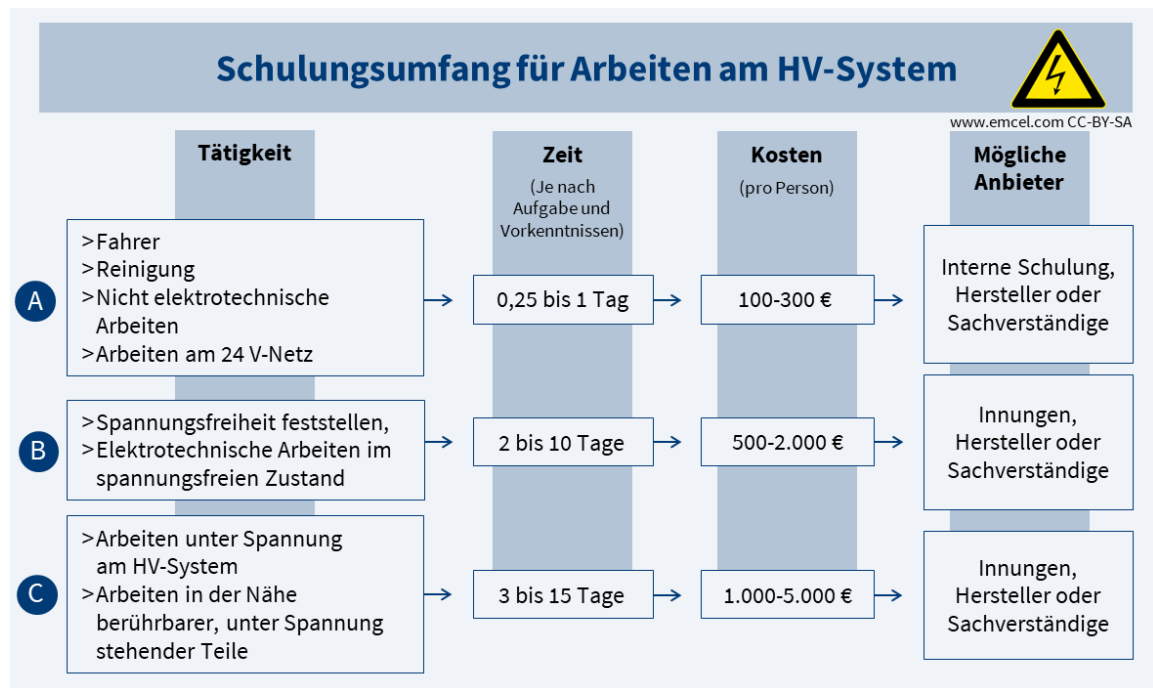 Schulungsumfang für Arbeiten am HV-System
www.emcel.com CC-BY-SA
Tätigkeit
Zeit
(Je nach
Aufgabe und
Vorkenntnissen)
Kosten
(pro Person)
Mögliche
Anbieter
A
>Fahrer
>Reinigung
>Nicht elektrotechnische
Arbeiten
>Arbeiten am 24 V-Netz
0,25 bis 1 Tag
100-300 €
Interne Schulung,
Hersteller oder
Sachverständige
B
>Spannungsfreiheit feststellen,
>Elektrotechnische Arbeiten im
spannungsfreien Zustand
2 bis 10 Tage
500-2.000 €
Innungen,
Hersteller oder
Sachverständige
C
>Arbeiten unter Spannung
am HV-System
>Arbeiten in der Nähe
berührbarer, unter Spannung
stehender Teile
3 bis 15 Tage
1.000-5.000 €
Innungen,
Hersteller oder
Sachverständige